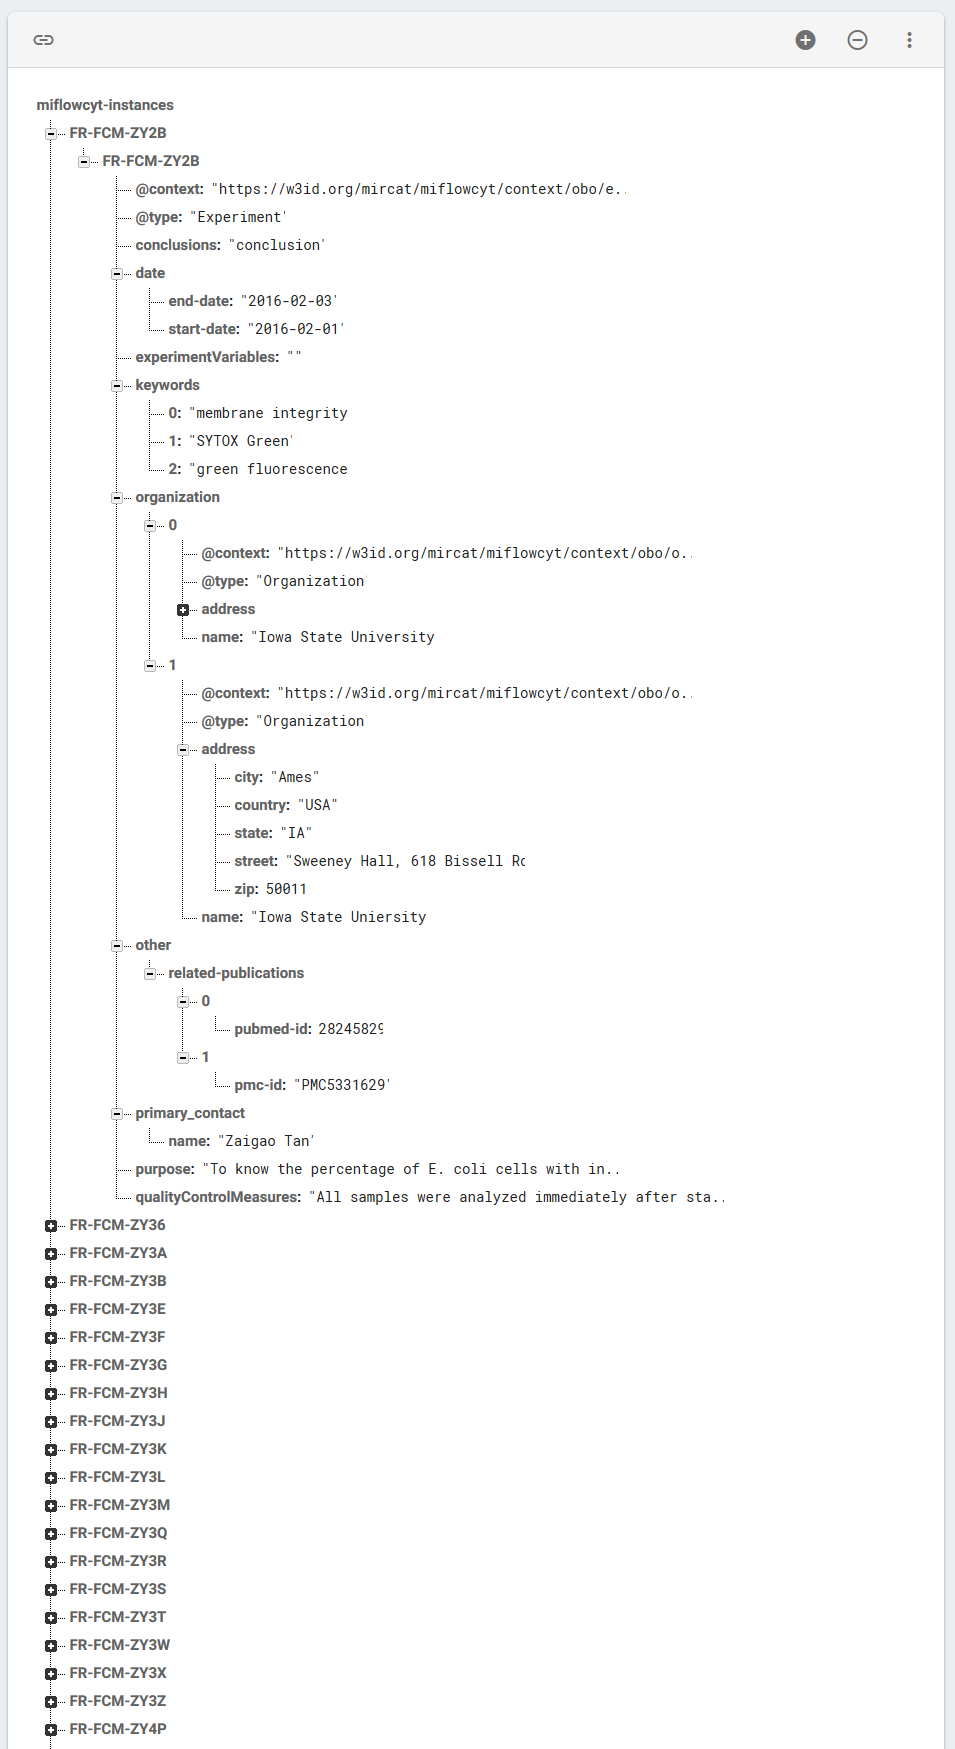 miflowcyt-instances
FR-FCM-ZY2B
FR-FCM-ZY2B
@context: "https://w3id.org/mircat/miflowcyt/context/obo/e..
@type: "Experiment"
conclusions: "conclusion"
date
end-date: "2016-02-03"
start-date: "2016-02-01"
experimentVariables: ""
keywords
0: "membrane integrity
1: "SYTOX Green"
2: "green fluorescence
organization
0
@context: "https://w3id.org/mircat/miflowcyt/context/obo/o..
@type: "Organization
address
name: "Iowa State University
1
@context: "https://w3id.org/mircat/miflowcyt/context/obo/o..
@type: "Organization
address
city: "Ames"
country: "USA"
state: "IA"
street: "Sweeney Hall, 618 Bissell Ro
zip: 50011
name: "Iowa State Uniersity
other
related-publications
0
pubmed-id: 28245829
1
pmc-id: "PMC5331629"
primary_contact
name: "Zaigao Tan"
purpose: "To know the percentage of E. coli cells with in..
qualityControlMeasures: "All samples were analyzed immediately after sta..
FR-FCM-ZY36
FR-FCM-ZY3A
FR-FCM-ZY3B
FR-FCM-ZY3E
FR-FCM-ZY3F
FR-FCM-ZY3G
FR-FCM-ZY3H
FR-FCM-ZY3J
FR-FCM-ZY3K
FR-FCM-ZY3L
FR-FCM-ZY3M
FR-FCM-ZY3Q
FR-FCM-ZY3R
FR-FCM-ZY3S
FR-FCM-ZY3T
FR-FCM-ZY3W
FR-FCM-ZY3X
FR-FCM-ZY3Z
FR-FCM-ZY4P